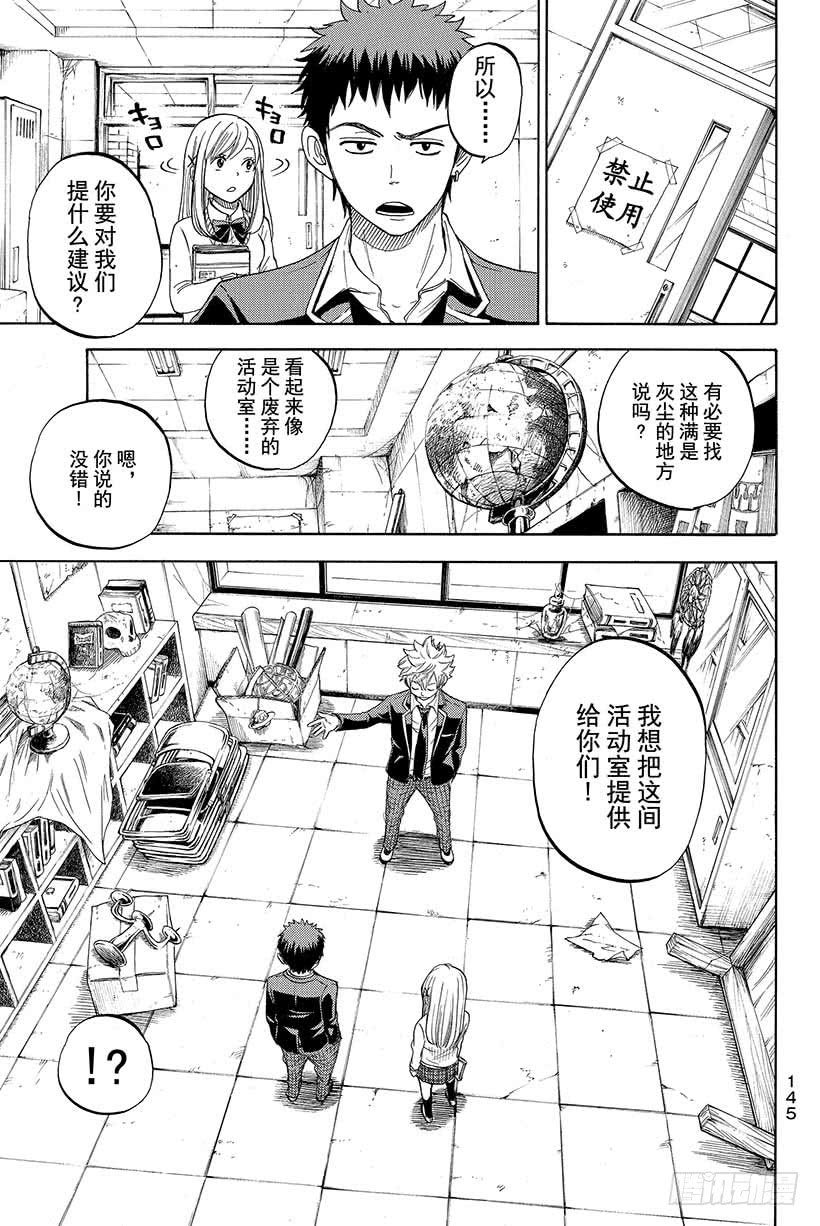 禁止
使用
所以……
キョロ
キョロ
你要对我们
提什么建议？
有必要找
这种满是
灰尘的地方
说吗？
看起来像
是个废弃的
活动室……
嗯，
你说的
没错！
我想把这间
活动室提供
给你们！
！？
145
腾讯动漫